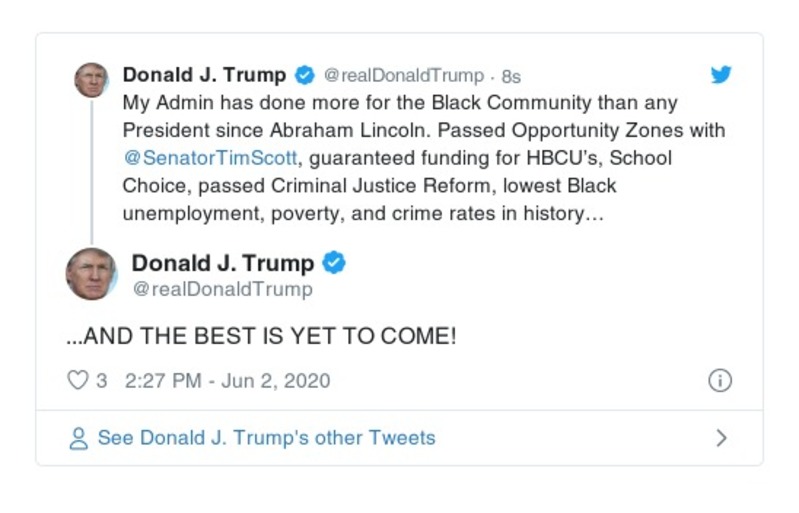 Donald J. Trump @realDonaldTrump · 8s
My Admin has done more for the Black Community than any
President since Abraham Lincoln. Passed Opportunity Zones with
@SenatorTimScott, guaranteed funding for HBCU's, School
Choice, passed Criminal Justice Reform, lowest Black
unemployment, poverty, and crime rates in history...
Donald J. Trump
@realDonaldTrump
...AND THE BEST IS YET TO COME!
3 2:27 PM - Jun 2, 2020
See Donald J. Trump's other Tweets